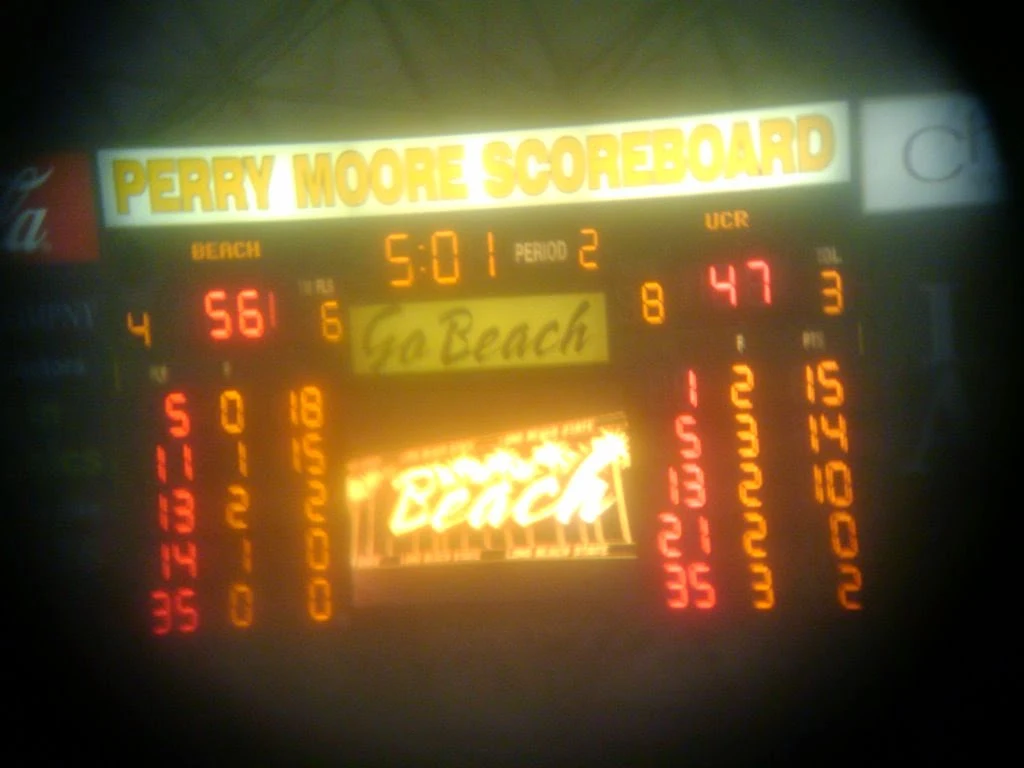 PERRY MOORE SCOREBOARD
BEACH 5:01 PERIOD 2 UCR
4 56 6 8 47 3
Go Beach
5 0 18 1 2 15
11 1 15 5 3 14
13 2 2 13 2 10
14 1 0 21 2 0
35 0 0 35 3 2
Beach